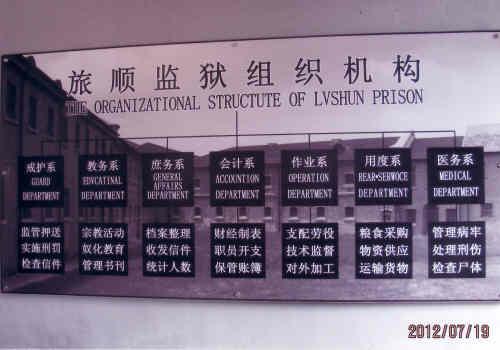 旅顺监狱组织机构
THE ORGANIZATIONAL STRUCTUTE OF LVSHUN PRISON
戒护系
GUARD
DEPARTMENT
教务系
EDVCATINAL
DEPARTMENT
庶务系
GENERAL
AFFAIRS
DEPARTMENT
会计系
ACCOUNTION
DEPARTMENT
作业系
OPERATION
DEPARTMENT
用度系
REAR-SERWOCE
DEPARTMENT
医务系
MEDICAL
DEPARTMENT
监管押送
实施刑罚
检查信件
宗教活动
奴化教育
管理书刊
档案整理
收发信件
统计人数
财经制表
职员开支
保管账簿
支配劳役
技术监督
对外加工
粮食采购
物资供应
运输货物
管理病牢
处理刑伤
检查尸体
2012/07/19